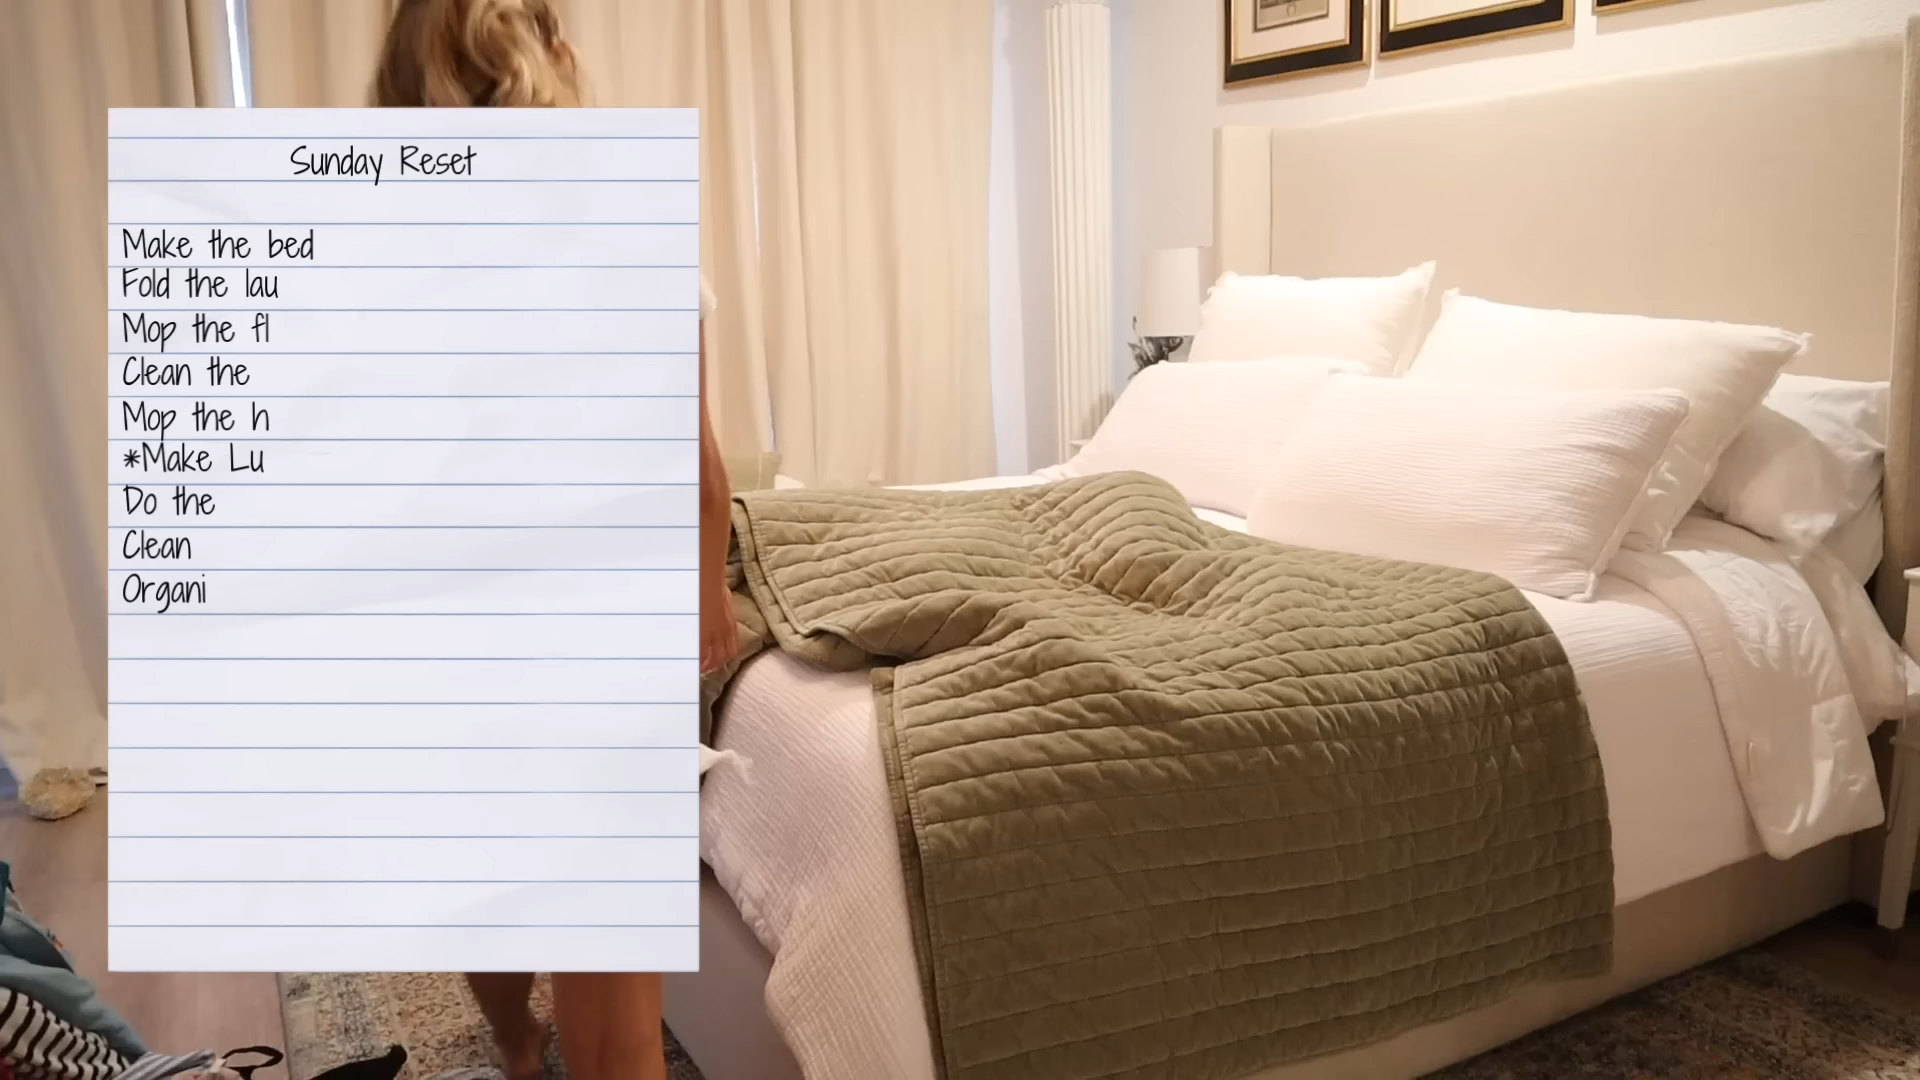 Sunday Reset
Make the bed
Fold the lau
Mop the fl
Clean the
Mop the h
*Make Lu
Do the
Clean
Organi